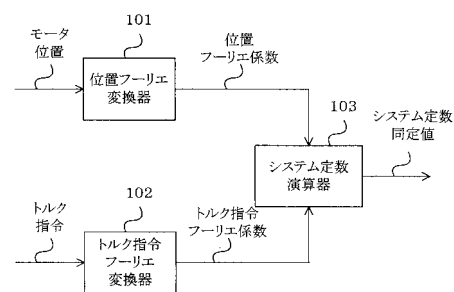 101
モータ
位置
位置フーリエ
変換器
位置
フーリエ係数
103
システム定数
演算器
システム定数
同定値
102
トルク
指令
トルク指令
フーリエ
変換器
トルク指令
フーリエ係数